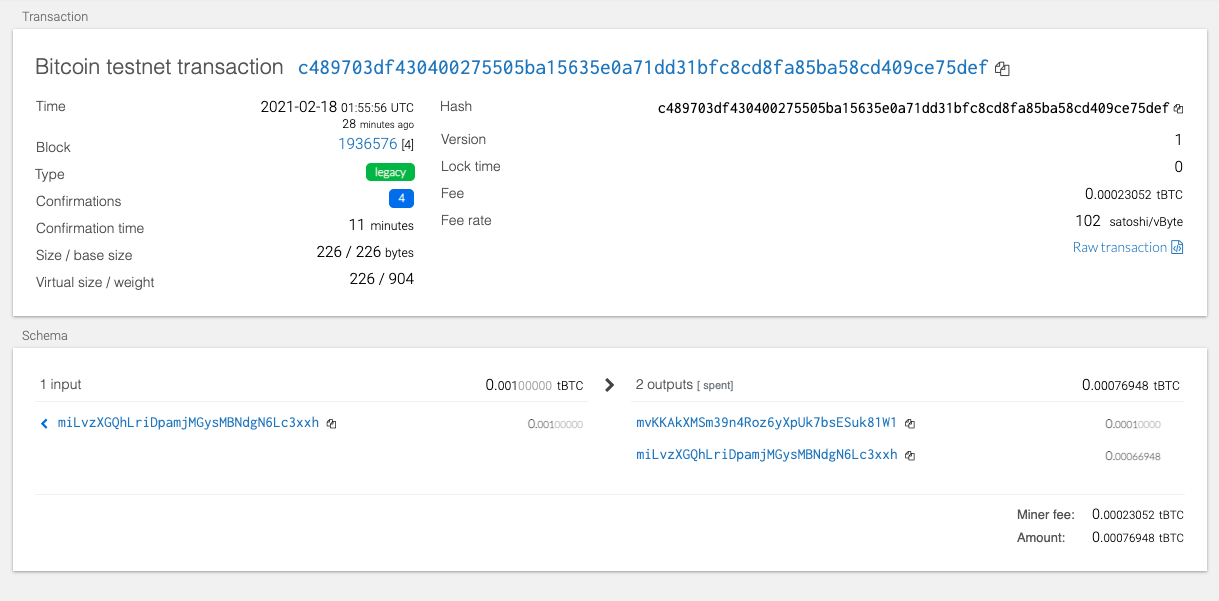 Transaction
Bitcoin testnet transaction c489703df430400275505ba15635e0a71dd31bfc8cd8fa85ba58cd409ce75def
Time 2021-02-18 01:55:56 UTC
28 minutes ago
Block 1936576 [4]
Type legacy
Confirmations 4
Confirmation time 11 minutes
Size / base size 226 / 226 bytes
Virtual size / weight 226 / 904
Hash c489703df430400275505ba15635e0a71dd31bfc8cd8fa85ba58cd409ce75def
Version 1
Lock time 0
Fee 0.00023052 tBTC
Fee rate 102 satoshi/vByte
Raw transaction
Schema
1 input 0.00100000 tBTC
miLvzXGQhLriDpamjMGysMBNdgN6Lc3xxh 0.00100000
2 outputs [ spent] 0.00076948 tBTC
mvKKAkXMSm39n4Roz6yXpUk7bsESuk81W1 0.00010000
miLvzXGQhLriDpamjMGysMBNdgN6Lc3xxh 0.00066948
Miner fee: 0.00023052 tBTC
Amount: 0.00076948 tBTC